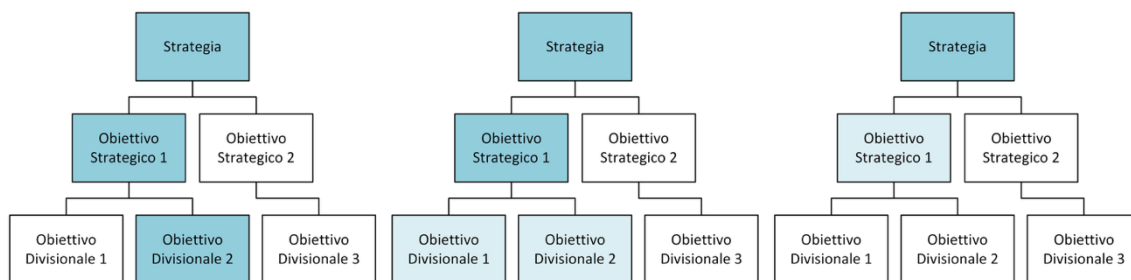 Strategia
Obiettivo
Strategico 1
Obiettivo
Strategico 2
Obiettivo
Divisionale 1
Obiettivo
Divisionale 2
Obiettivo
Divisionale 3
Strategia
Obiettivo
Strategico 1
Obiettivo
Strategico 2
Obiettivo
Divisionale 1
Obiettivo
Divisionale 2
Obiettivo
Divisionale 3
Strategia
Obiettivo
Strategico 1
Obiettivo
Strategico 2
Obiettivo
Divisionale 1
Obiettivo
Divisionale 2
Obiettivo
Divisionale 3